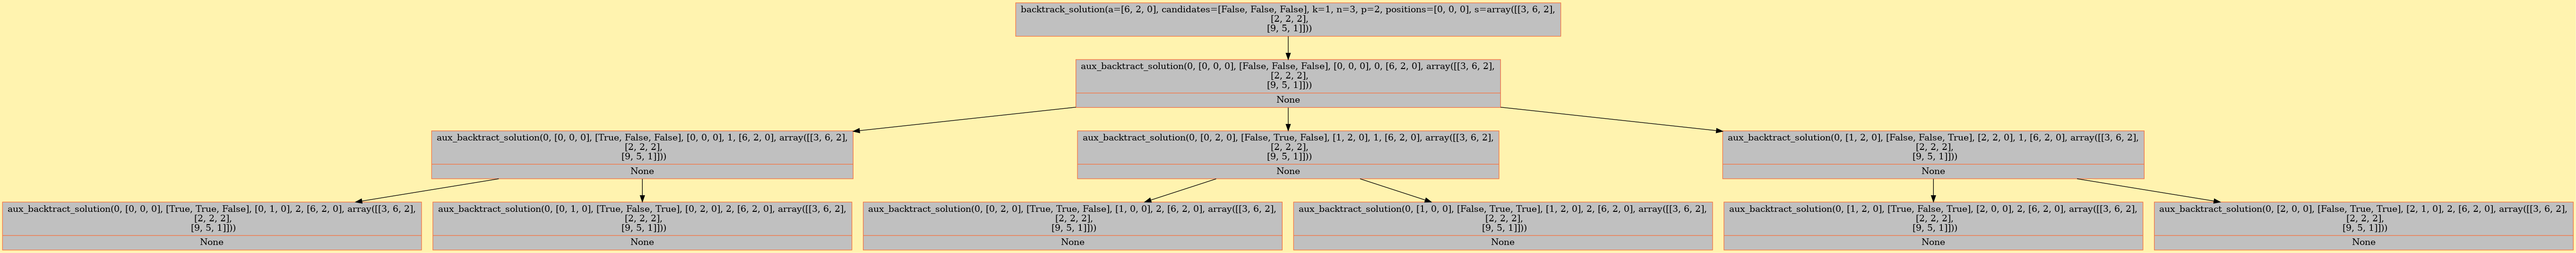 backtrack_solution(a=[6, 2, 0], candidates=[False, False, False], k=1, n=3, p=2, positions=[0, 0, 0], s=array([[3, 6, 2],
[2, 2, 2],
[9, 5, 1]]))
aux_backtract_solution(0, [0, 0, 0], [False, False, False], [0, 0, 0], 0, [6, 2, 0], array([[3, 6, 2],
[2, 2, 2],
[9, 5, 1]]))
None
aux_backtract_solution(0, [0, 0, 0], [True, False, False], [0, 0, 0], 1, [6, 2, 0], array([[3, 6, 2],
[2, 2, 2],
[9, 5, 1]]))
None
aux_backtract_solution(0, [0, 2, 0], [False, True, False], [1, 2, 0], 1, [6, 2, 0], array([[3, 6, 2],
[2, 2, 2],
[9, 5, 1]]))
None
aux_backtract_solution(0, [1, 2, 0], [False, False, True], [2, 2, 0], 1, [6, 2, 0], array([[3, 6, 2],
[2, 2, 2],
[9, 5, 1]]))
None
aux_backtract_solution(0, [0, 0, 0], [True, True, False], [0, 1, 0], 2, [6, 2, 0], array([[3, 6, 2],
[2, 2, 2],
[9, 5, 1]]))
None
aux_backtract_solution(0, [0, 1, 0], [True, False, True], [0, 2, 0], 2, [6, 2, 0], array([[3, 6, 2],
[2, 2, 2],
[9, 5, 1]]))
None
aux_backtract_solution(0, [0, 2, 0], [True, True, False], [1, 0, 0], 2, [6, 2, 0], array([[3, 6, 2],
[2, 2, 2],
[9, 5, 1]]))
None
aux_backtract_solution(0, [1, 0, 0], [False, True, True], [1, 2, 0], 2, [6, 2, 0], array([[3, 6, 2],
[2, 2, 2],
[9, 5, 1]]))
None
aux_backtract_solution(0, [1, 2, 0], [True, False, True], [2, 0, 0], 2, [6, 2, 0], array([[3, 6, 2],
[2, 2, 2],
[9, 5, 1]]))
None
aux_backtract_solution(0, [2, 0, 0], [False, True, True], [2, 1, 0], 2, [6, 2, 0], array([[3, 6, 2],
[2, 2, 2],
[9, 5, 1]]))
None